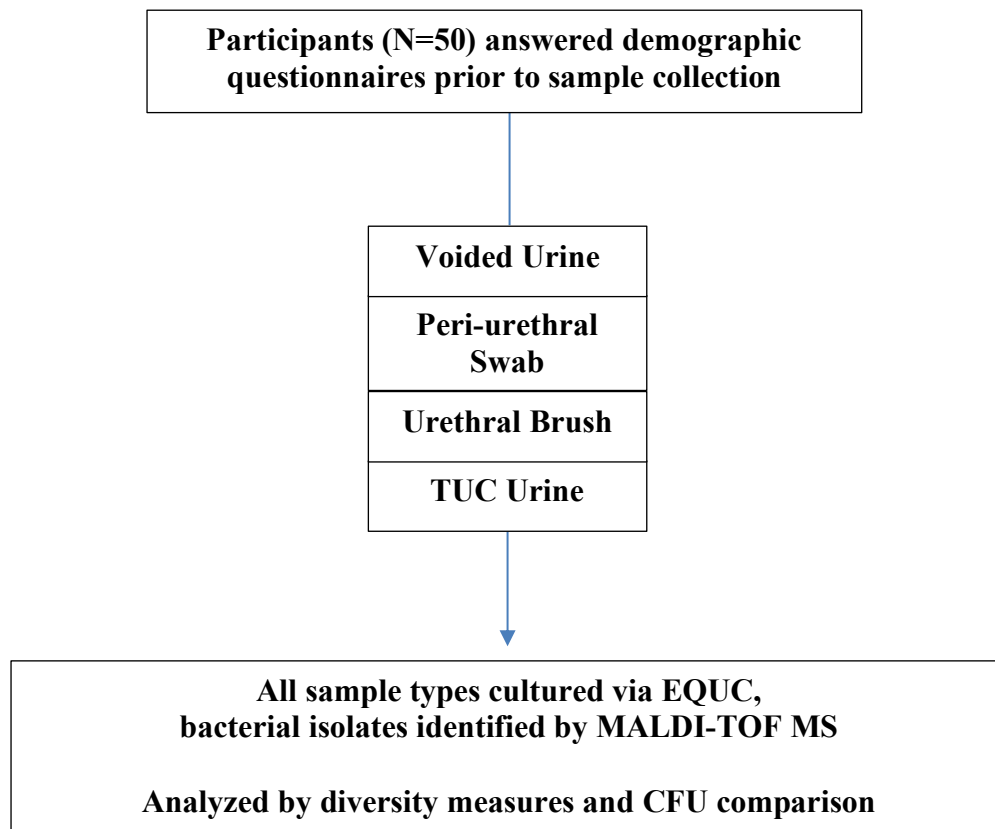 Participants (N=50) answered demographic
questionnaires prior to sample collection
Voided Urine
Peri-urethral
Swab
Urethral Brush
TUC Urine
All sample types cultured via EQUC,
bacterial isolates identified by MALDI-TOF MS
Analyzed by diversity measures and CFU comparison